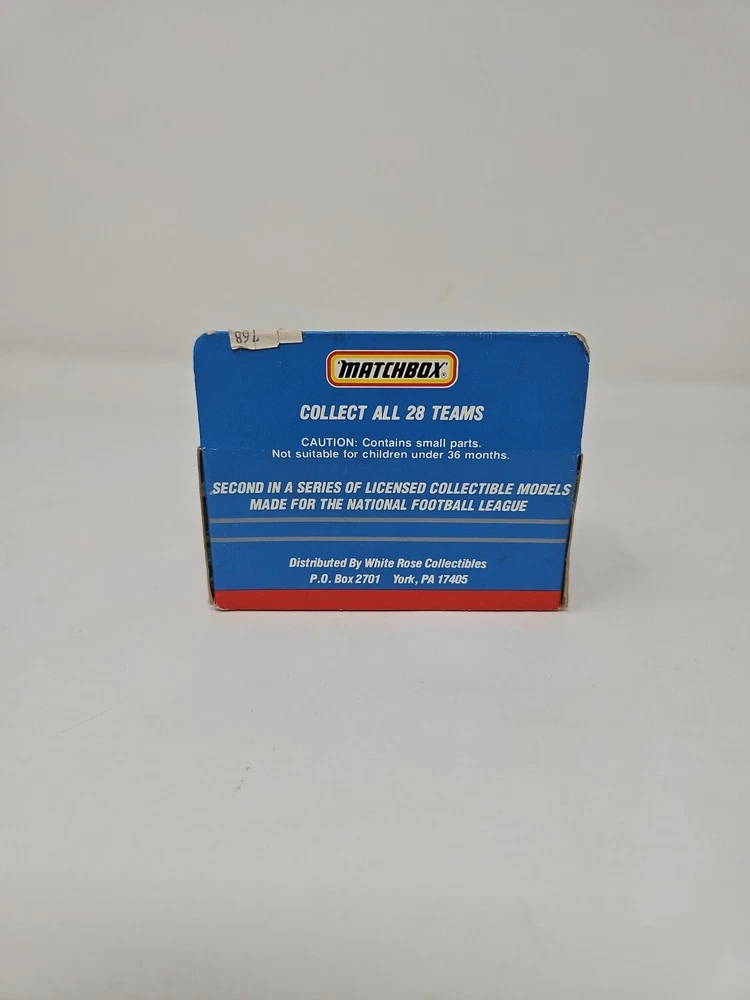 768
MATCHBOX®
COLLECT ALL 28 TEAMS
CAUTION: Contains small parts.
Not suitable for children under 36 months.
SECOND IN A SERIES OF LICENSED COLLECTIBLE MODELS
MADE FOR THE NATIONAL FOOTBALL LEAGUE
Distributed By White Rose Collectibles
P.O. Box 2701 York, PA 17405